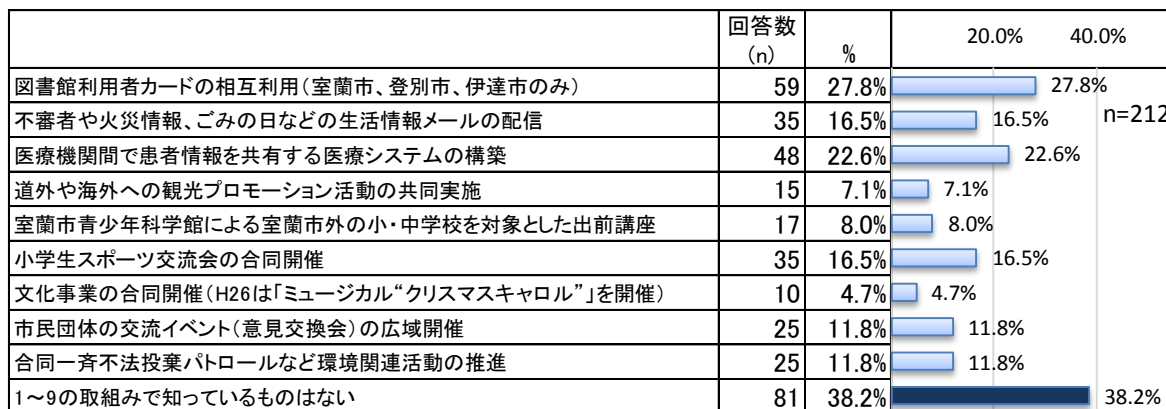 回答数
(n) % 20.0% 40.0%
図書館利用者カードの相互利用(室蘭市、登別市、伊達市のみ) 59 27.8% 27.8%
不審者や火災情報、ごみの日などの生活情報メールの配信 35 16.5% 16.5% n=212
医療機関間で患者情報を共有する医療システムの構築 48 22.6% 22.6%
道外や海外への観光プロモーション活動の共同実施 15 7.1% 7.1%
室蘭市青少年科学館による室蘭市外の小・中学校を対象とした出前講座 17 8.0% 8.0%
小学生スポーツ交流会の合同開催 35 16.5% 16.5%
文化事業の合同開催(H26は「ミュージカル“クリスマスキャロル”」を開催) 10 4.7% 4.7%
市民団体の交流イベント(意見交換会)の広域開催 25 11.8% 11.8%
合同一斉不法投棄パトロールなど環境関連活動の推進 25 11.8% 11.8%
1~9の取組みで知っているものはない 81 38.2% 38.2%